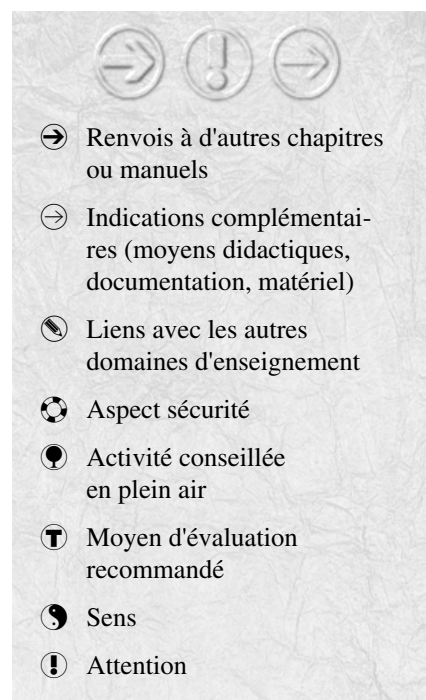 Renvois à d'autres chapitres
ou manuels
Indications complémentai-
res (moyens didactiques,
documentation, matériel)
Liens avec les autres
domaines d'enseignement
Aspect sécurité
Activité conseillée
en plein air
T Moyen d'évaluation
recommandé
Sens
! Attention